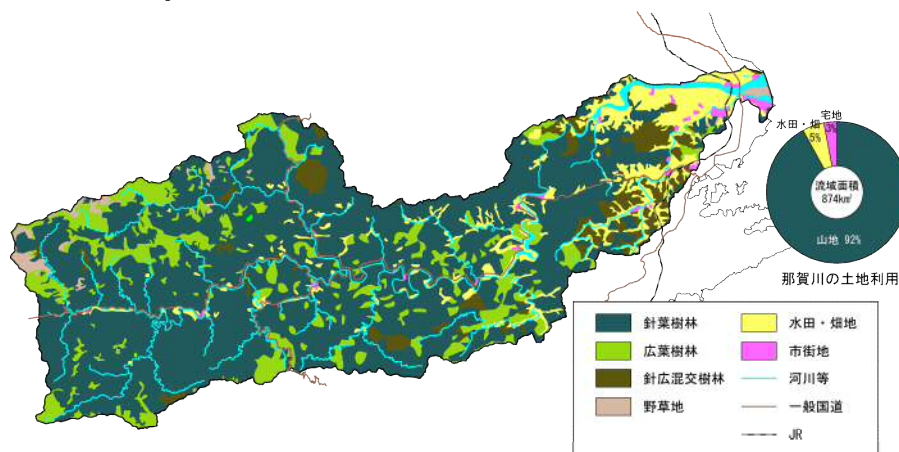 水田・畑
5%
宅地
3%
流域面積
874km²
山地 92%
那賀川の土地利用
針葉樹林
広葉樹林
針広混交樹林
野草地
水田・畑地
市街地
河川等
一般国道
JR